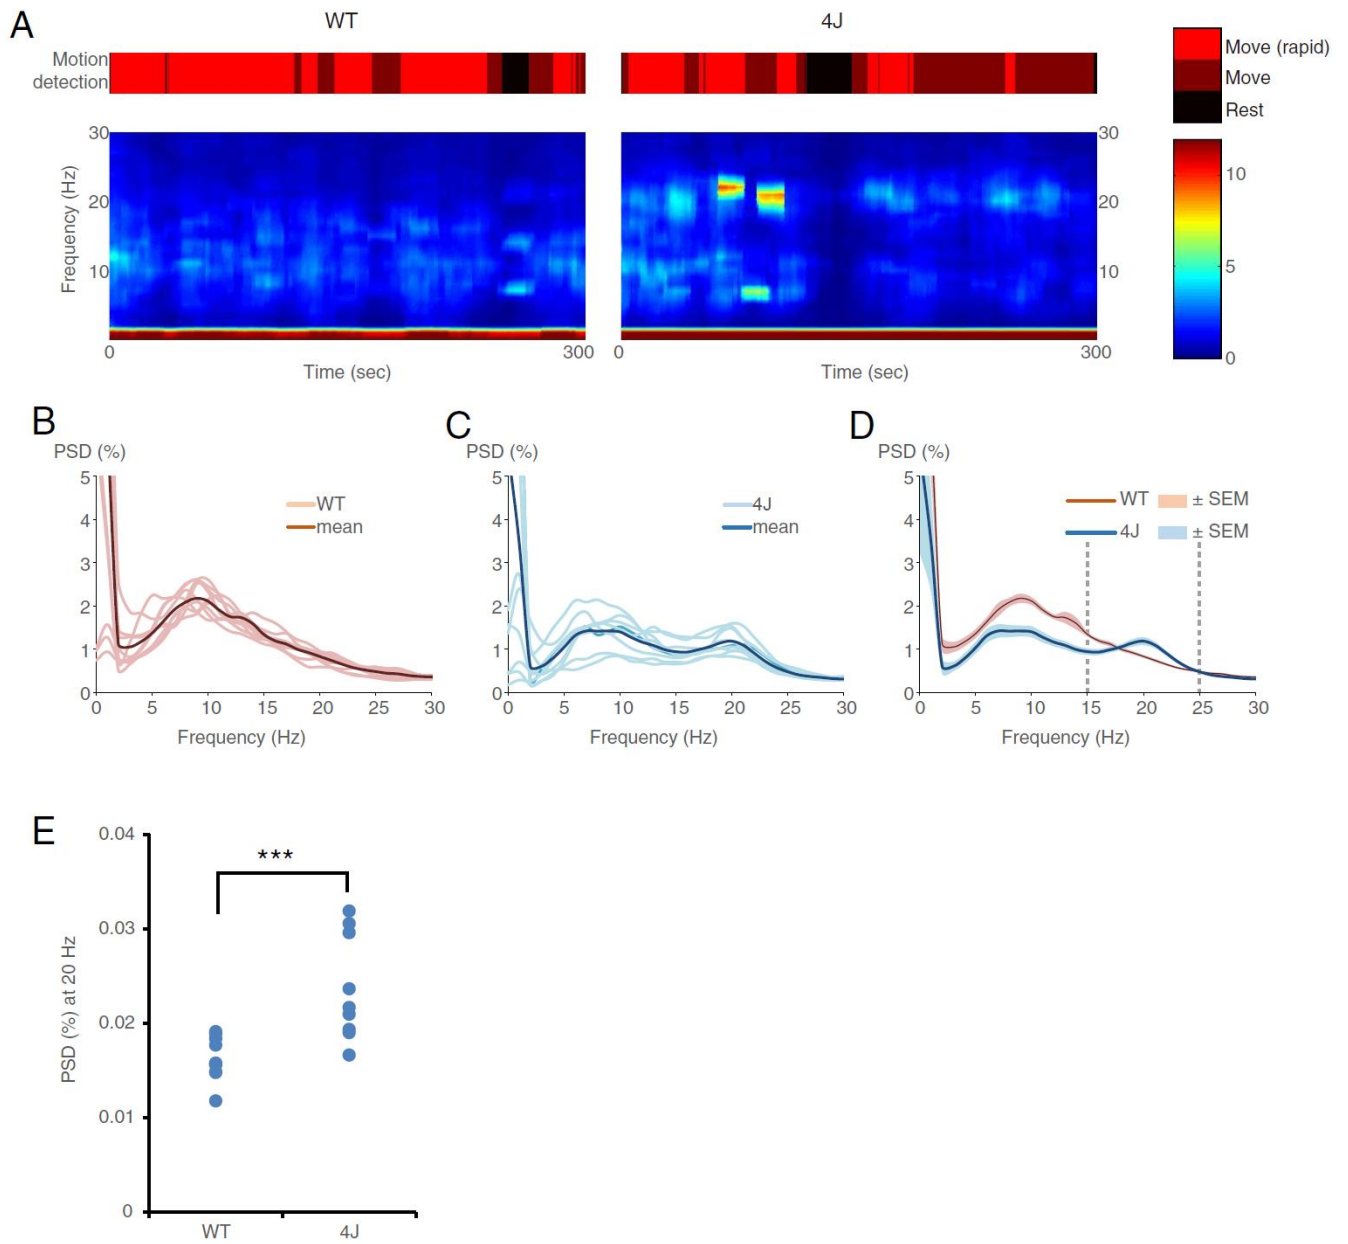 A
WT
4J
Motion
detection
Move (rapid)
Move
Rest
30
20
10
Frequency (Hz)
0
300
Time (sec)
30
20
10
0
300
Time (sec)
10
5
0
B
PSD (%)
5
4
3
2
1
0
WT
mean
0 5 10 15 20 25 30
Frequency (Hz)
C
PSD (%)
5
4
3
2
1
0
4J
mean
0 5 10 15 20 25 30
Frequency (Hz)
D
PSD (%)
5
4
3
2
1
0
WT ± SEM
4J ± SEM
0 5 10 15 20 25 30
Frequency (Hz)
E
0.04
0.03
0.02
0.01
0
PSD (%) at 20 Hz
***
WT 4J